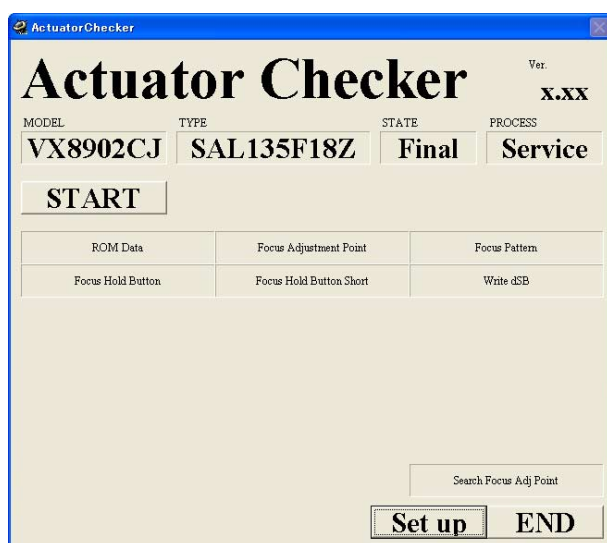 ActuatorChecker
Actuator Checker
Ver.
x.xx
MODEL TYPE STATE PROCESS
VX8902CJ SAL135F18Z Final Service
START
ROM Data Focus Adjustment Point Focus Pattern
Focus Hold Button Focus Hold Button Short Write dSB
Search Focus Adj Point
Set up END